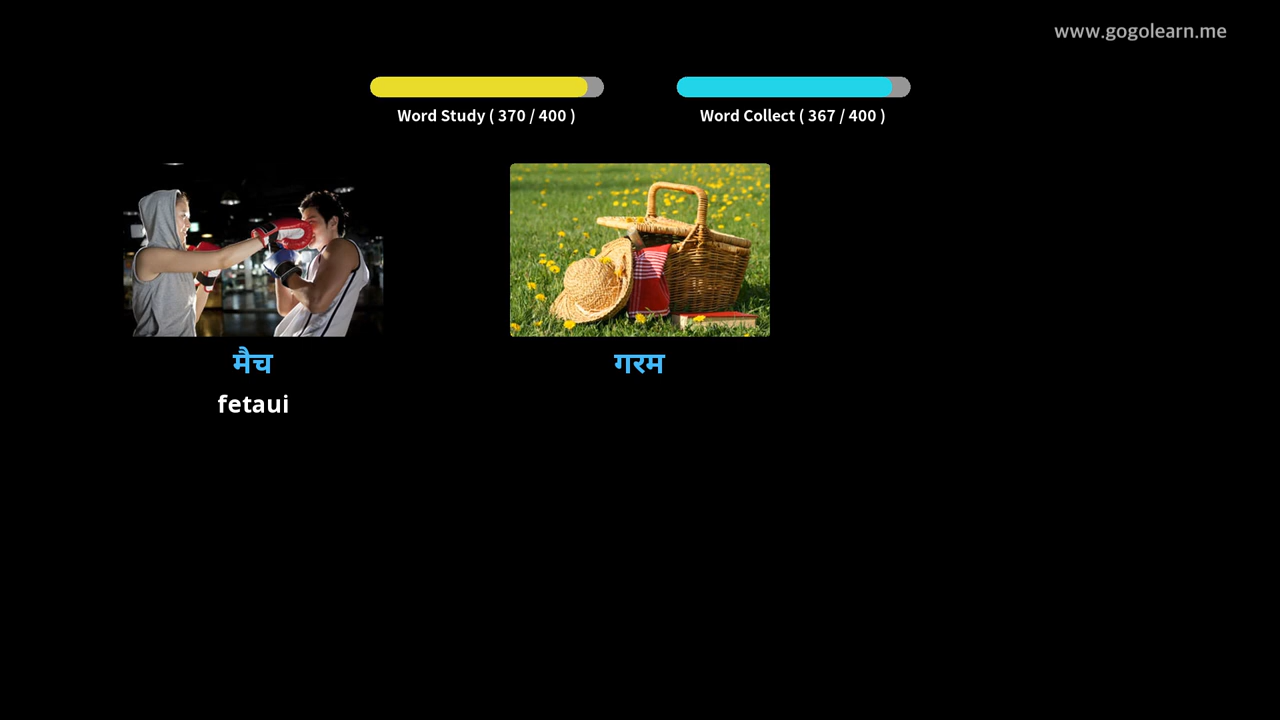 www.gogolearn.me
Word Study ( 370 / 400 )
Word Collect ( 367 / 400 )
मैच
गरम
fetaui